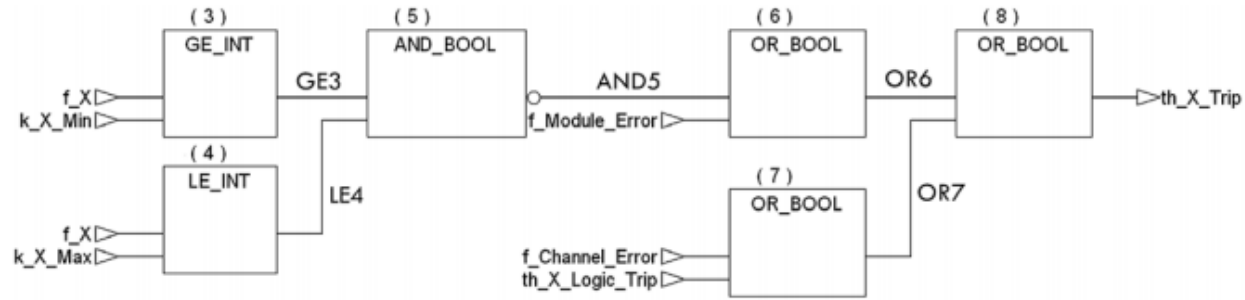 (3) (5) (6) (8)
GE_INT AND_BOOL OR_BOOL OR_BOOL
GE3 AND5 OR6
f_X th_X_Trip
k_X_Min f_Module_Error
(4) (7)
LE_INT OR_BOOL
LE4 OR7
f_X
k_X_Max f_Channel_Error
th_X_Logic_Trip